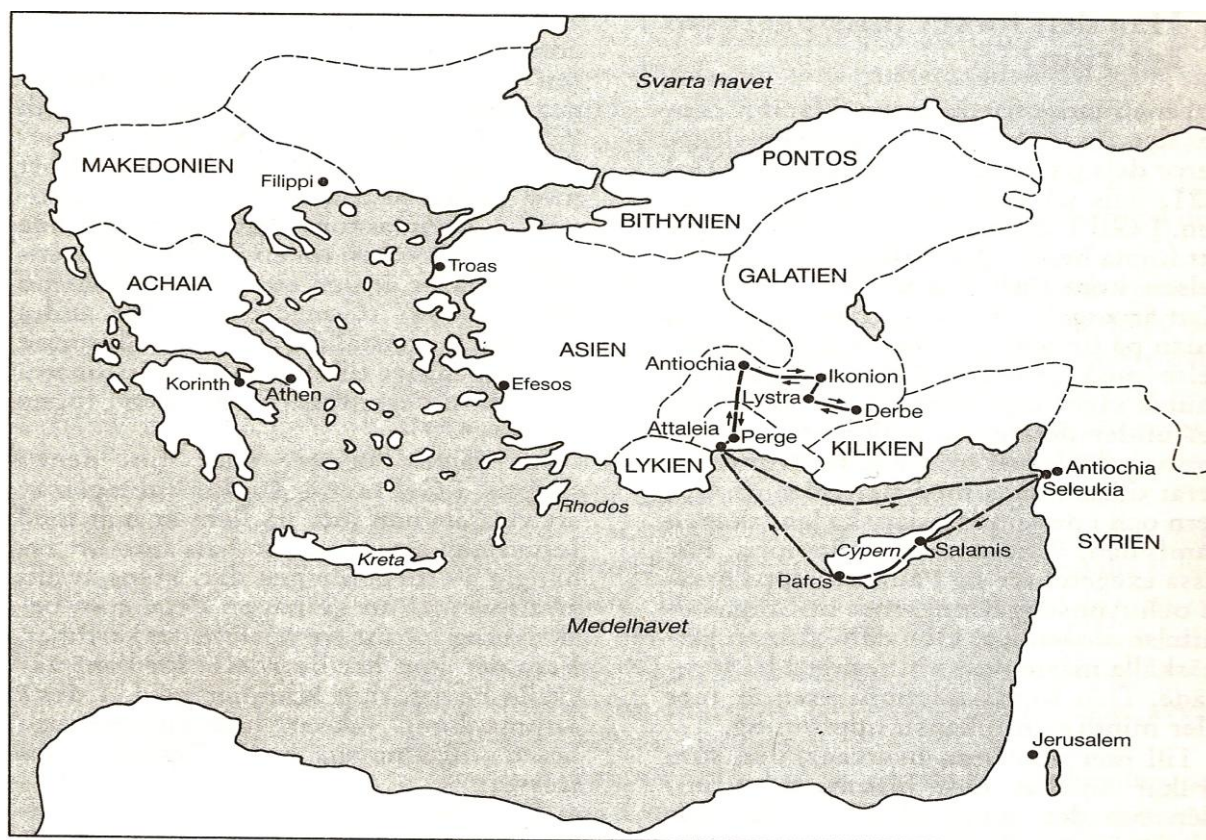 Svarta havet
PONTOS
MAKEDONIEN
Filippi
BITHYNIEN
Troas
GALATIEN
ACHAIA
ASIEN
Antiochia
Ikonion
Korinth
Athen
Efesos
Lystra
Derbe
Attaleia
Perge
KILIKIEN
LYKIEN
Antiochia
Seleukia
Rhodos
SYRIEN
Kreta
Cypern
Salamis
Pafos
Medelhavet
Jerusalem